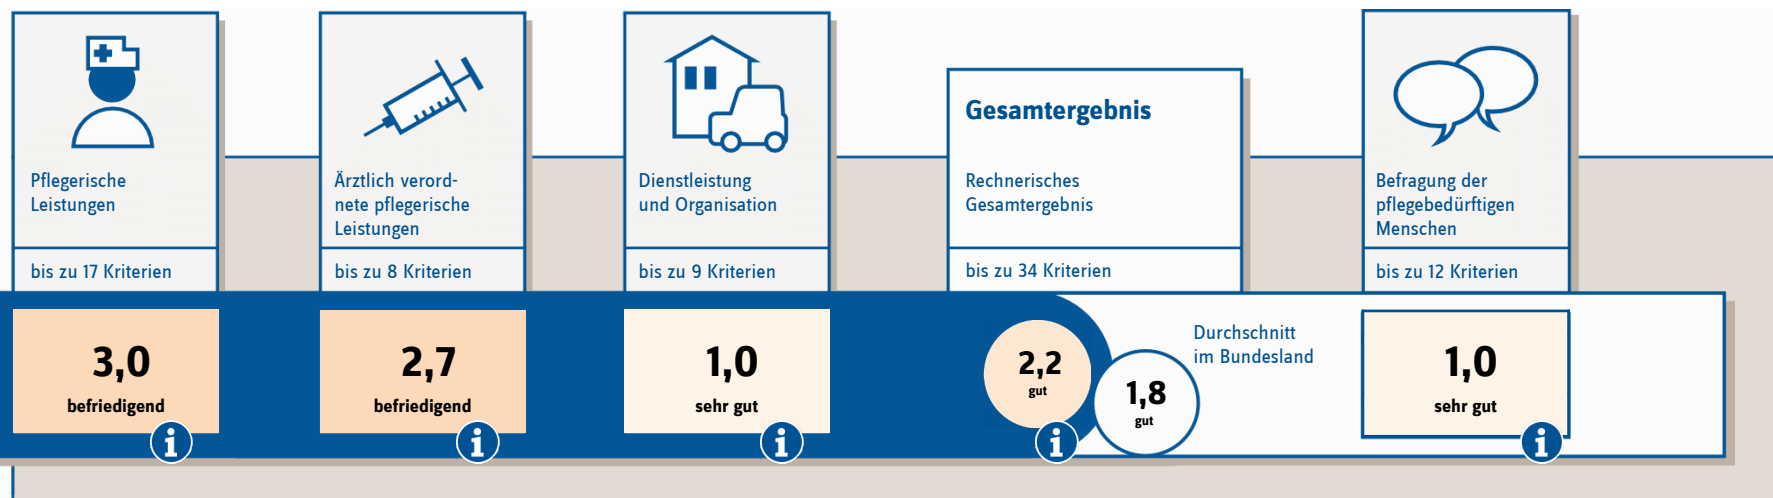 Pflegerische
Leistungen
bis zu 17 Kriterien
3,0
befriedigend
i
Ärztlich verord-
nete pflegerische
Leistungen
bis zu 8 Kriterien
2,7
befriedigend
i
Dienstleistung
und Organisation
bis zu 9 Kriterien
1,0
sehr gut
i
Gesamtergebnis
Rechnerisches
Gesamtergebnis
bis zu 34 Kriterien
2,2
gut
i
1,8
gut
Durchschnitt
im Bundesland
Befragung der
pflegebedürftigen
Menschen
bis zu 12 Kriterien
1,0
sehr gut
i